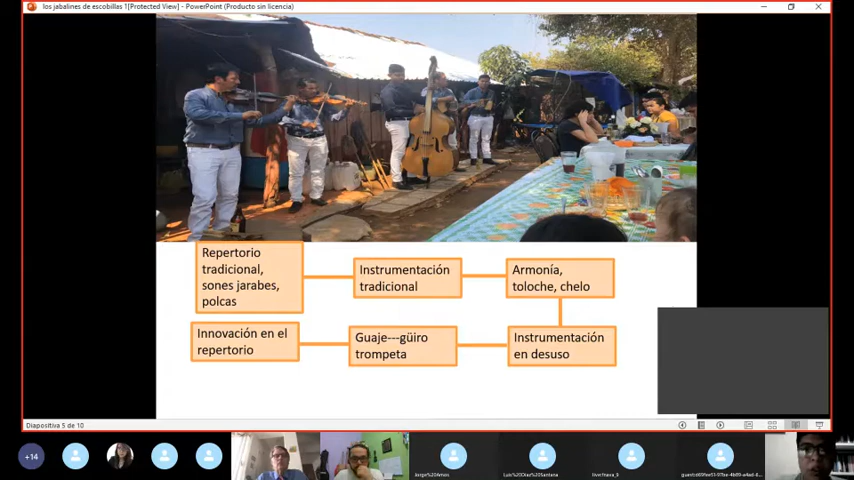 los jabalines de escobillas 1[Protected View] - PowerPoint (Producto sin licencia)
Repertorio
tradicional,
sones jarabes,
polcas
Instrumentación
tradicional
Armonía,
toloche, chelo
Innovación en el
repertorio
Guaje---güiro
trompeta
Instrumentación
en desuso
Diapositiva 5 de 10
+14